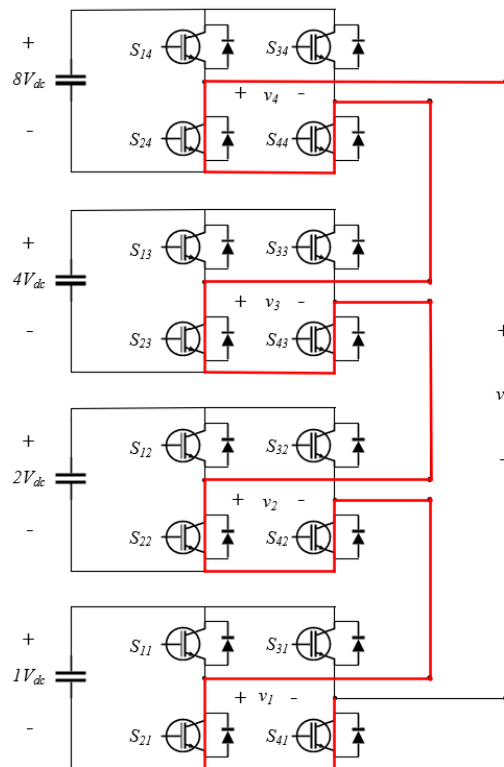 + S14 S34
8Vdc
+ v4 -
- S24 S44
+ S13 S33
4Vdc
+ v3 -
- S23 S43 +
v
+ S12 S32
2Vdc -
+ v2 -
- S22 S42
+ S11 S31
1Vdc
+ v1 -
- S21 S41